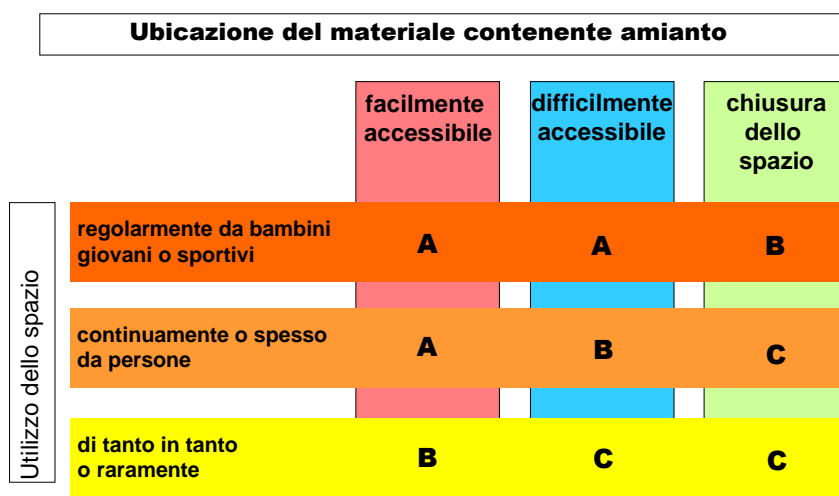 Ubicazione del materiale contenente amianto
facilmente
accessibile
difficilmente
accessibile
chiusura
dello
spazio
Utilizzo dello spazio
regolarmente da bambini
giovani o sportivi
A A B
continuamente o spesso
da persone
A B C
di tanto in tanto
o raramente
B C C